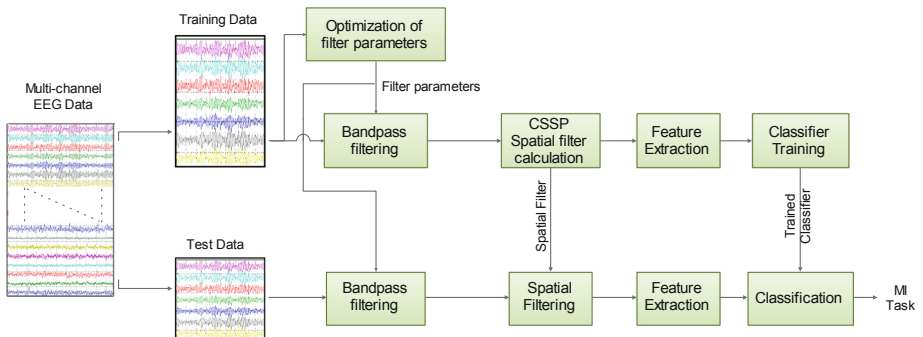 Training Data
Optimization of
filter parameters
Multi-channel
EEG Data
Filter parameters
Bandpass
filtering
CSSP
Spatial filter
calculation
Feature
Extraction
Classifier
Training
Spatial Filter
Trained
Classifier
Test Data
Bandpass
filtering
Spatial
Filtering
Feature
Extraction
Classification
MI
Task